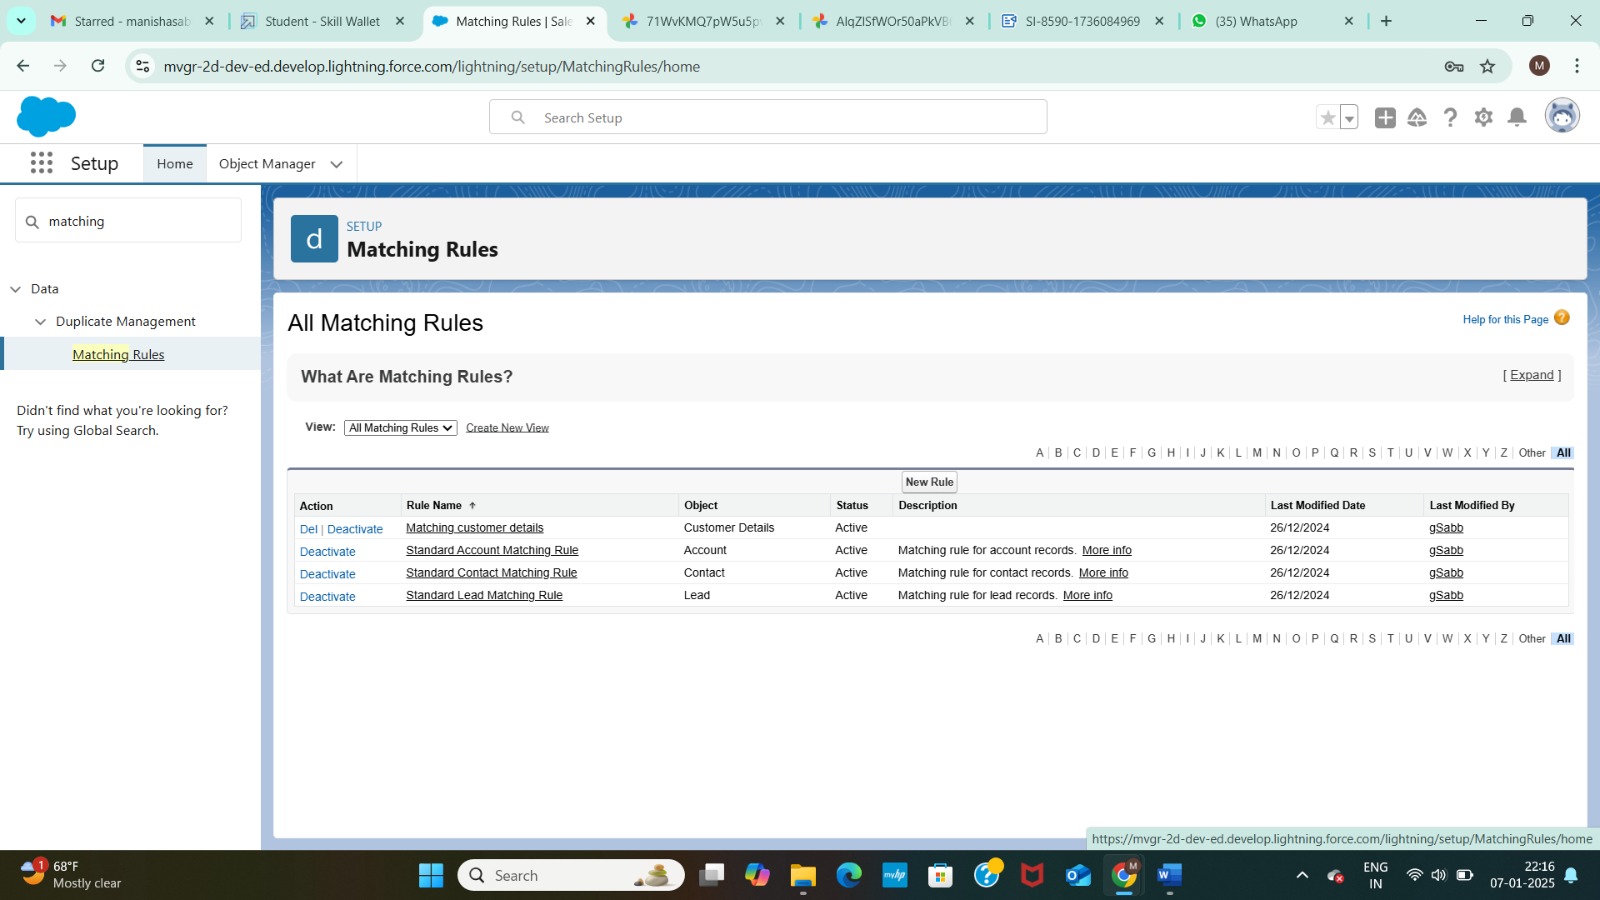 Starred - manishasab
Student - Skill Wallet
Matching Rules | Sale
71WvKMQ7pW5u5p
AlqZISfWOr50aPkVB
SI-8590-1736084969
(35) WhatsApp
mvgr-2d-dev-ed.develop.lightning.force.com/lightning/setup/MatchingRules/home
M
Search Setup
Setup
Home
Object Manager
matching
Data
Duplicate Management
Matching Rules
Didn't find what you're looking for?
Try using Global Search.
d
SETUP
Matching Rules
All Matching Rules
Help for this Page ?
What Are Matching Rules?
[ Expand ]
View: All Matching Rules Create New View
A | B | C | D | E | F | G | H | I | J | K | L | M | N | O | P | Q | R | S | T | U | V | W | X | Y | Z | Other All
New Rule
Action Rule Name Object Status Description Last Modified Date Last Modified By
Del | Deactivate Matching customer details Customer Details Active 26/12/2024 gSabb
Deactivate Standard Account Matching Rule Account Active Matching rule for account records. More info 26/12/2024 gSabb
Deactivate Standard Contact Matching Rule Contact Active Matching rule for contact records. More info 26/12/2024 gSabb
Deactivate Standard Lead Matching Rule Lead Active Matching rule for lead records. More info 26/12/2024 gSabb
A | B | C | D | E | F | G | H | I | J | K | L | M | N | O | P | Q | R | S | T | U | V | W | X | Y | Z | Other All
https://mvgr-2d-dev-ed.develop.lightning.force.com/lightning/setup/MatchingRules/home
1
68°F
Mostly clear
Search
myhp
M
ENG
IN
22:16
07-01-2025